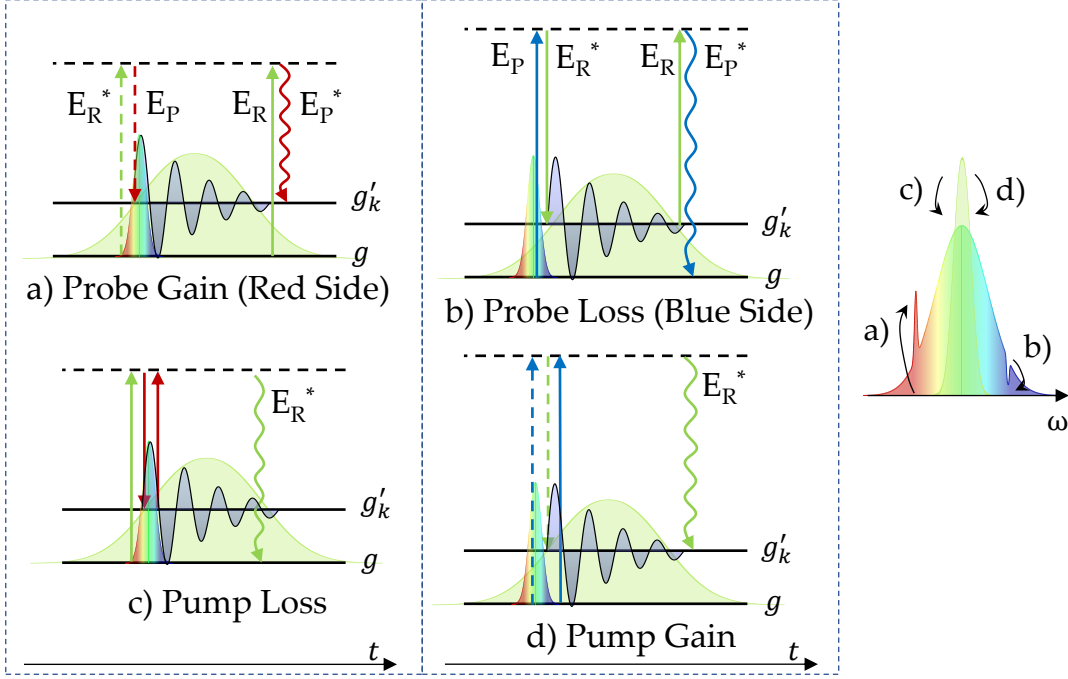 E_R^* E_P E_R E_P^*
g'_k
g
a) Probe Gain (Red Side)
E_P E_R^* E_R E_P^*
g'_k
g
b) Probe Loss (Blue Side)
E_R^*
g'_k
g
c) Pump Loss
t
E_R^*
g'_k
g
d) Pump Gain
t
c) d)
a) b)
ω